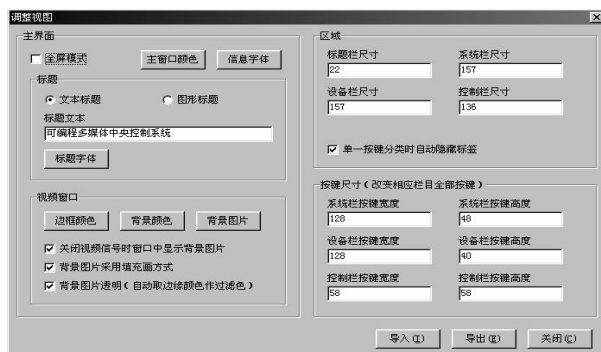 调整视图
主界面
全屏模式
主窗口颜色
信息字体
标题
文本标题
图形标题
标题文本
可编程多媒体中央控制系统
标题字体
视频窗口
边框颜色
背景颜色
背景图片
关闭视频信号时窗口中显示背景图片
背景图片采用填充画方式
背景图片透明(自动取边缘颜色作过滤色)
区域
标题栏尺寸
系统栏尺寸
22
157
设备栏尺寸
控制栏尺寸
157
136
单一按键分类时自动隐藏标签
按键尺寸(改变相应栏目全部按键)
系统栏按键宽度
系统栏按键高度
128
48
设备栏按键宽度
设备栏按键高度
128
40
控制栏按键宽度
控制栏按键高度
58
58
导入(I)
导出(E)
关闭(C)